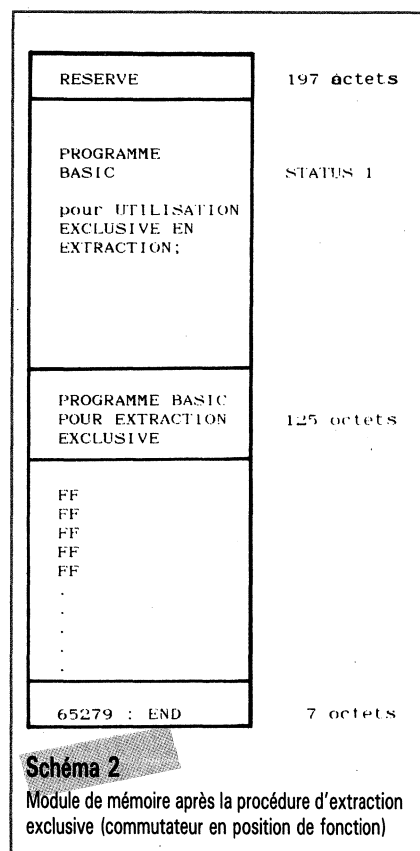 RESERVE 197 octets
PROGRAMME
BASIC STATUS 1
pour UTILISATION
EXCLUSIVE EN
EXTRACTION;
PROGRAMME BASIC
POUR EXTRACTION 125 octets
EXCLUSIVE
FF
FF
FF
FF
FF
.
.
.
.
.
65279 : END 7 octets
Schéma 2
Module de mémoire après la procédure d'extraction
exclusive (commutateur en position de fonction)